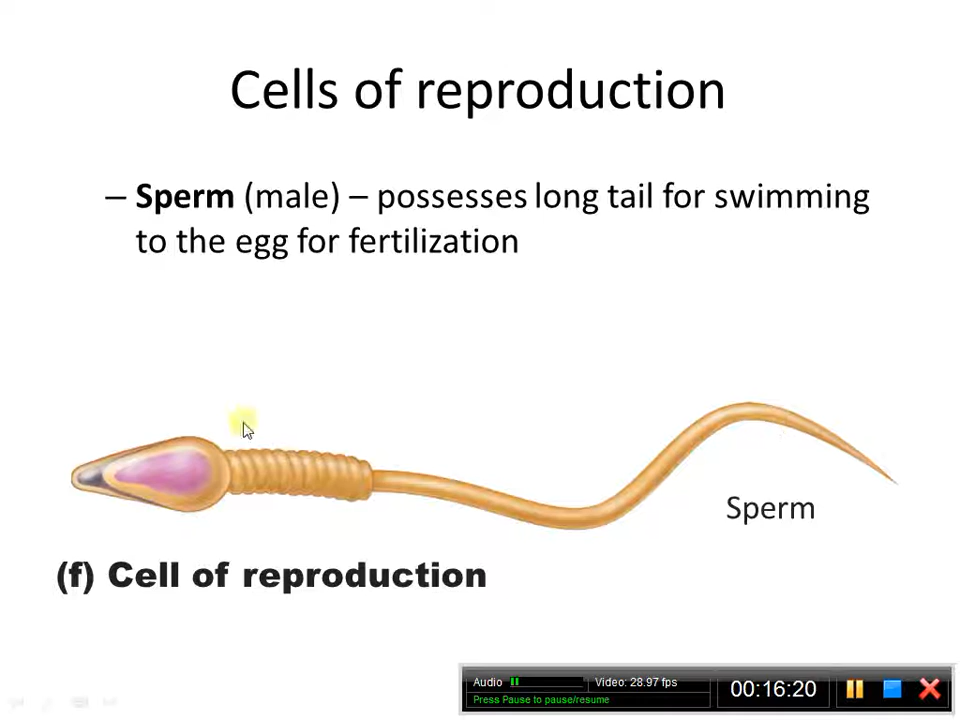 Cells of reproduction
– Sperm (male) – possesses long tail for swimming
to the egg for fertilization
Sperm
(f) Cell of reproduction
Audio
Video: 28.97 fps
Press Pause to pause/resume
00:16:20